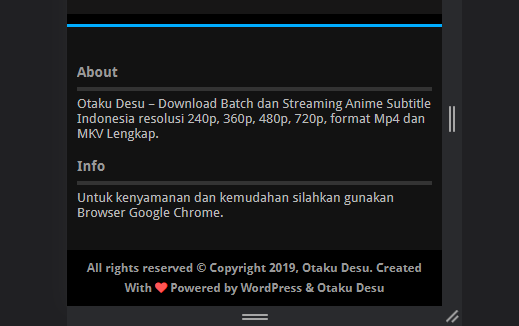 About
Otaku Desu – Download Batch dan Streaming Anime Subtitle
Indonesia resolusi 240p, 360p, 480p, 720p, format Mp4 dan
MKV Lengkap.
Info
Untuk kenyamanan dan kemudahan silahkan gunakan
Browser Google Chrome.
All rights reserved © Copyright 2019, Otaku Desu. Created
With ❤ Powered by WordPress & Otaku Desu